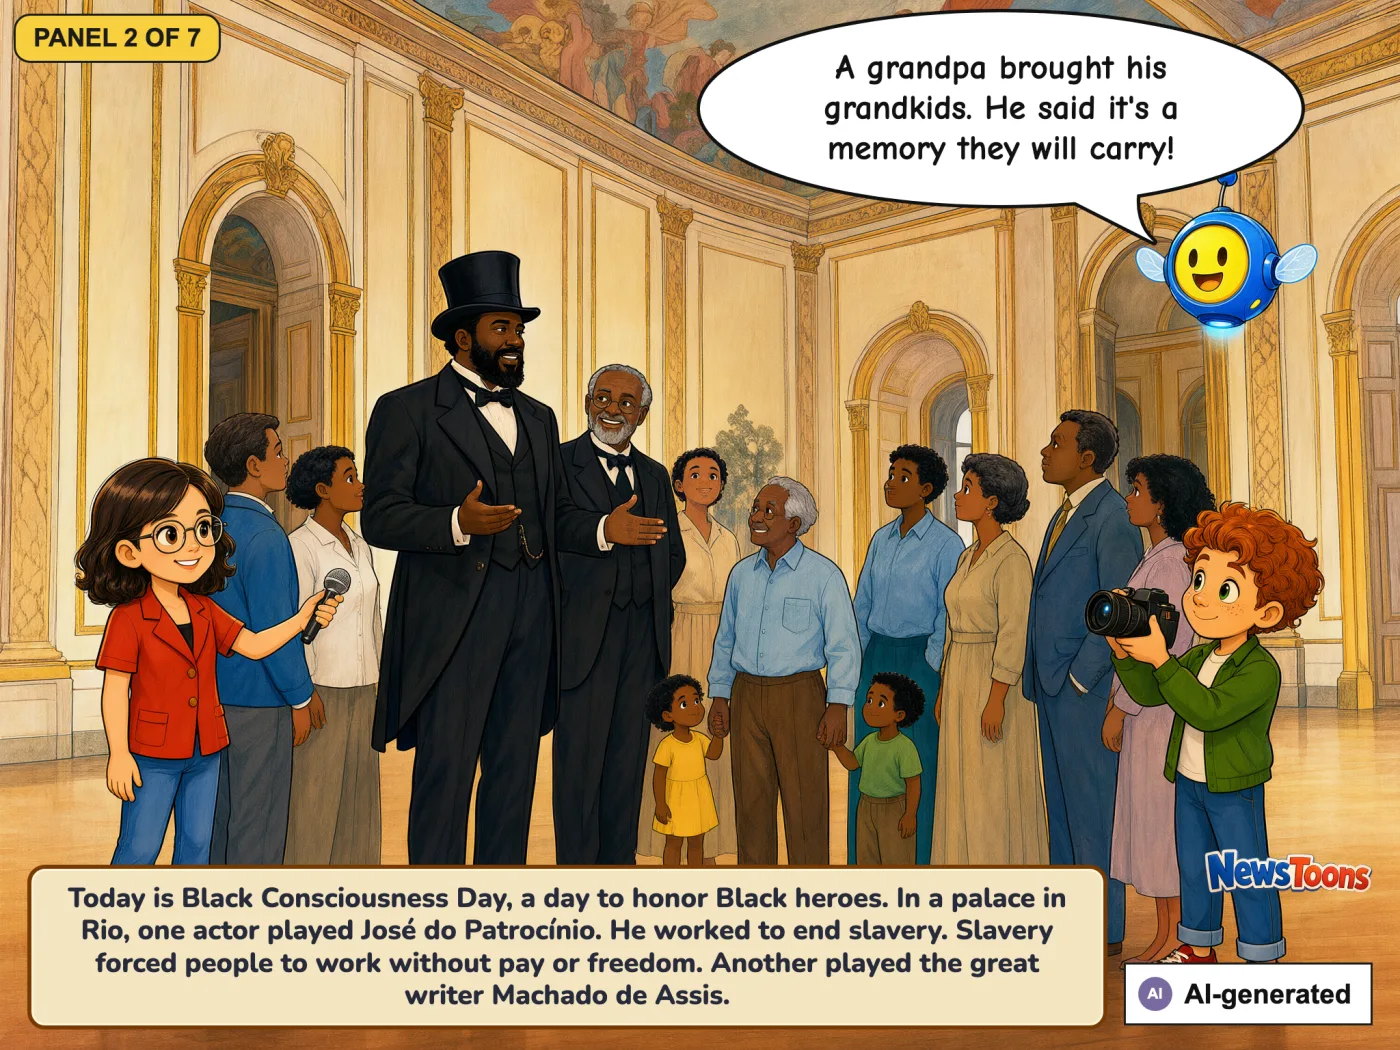 PANEL 2 OF 7
A grandpa brought his
grandkids. He said it's a
memory they will carry!
Today is Black Consciousness Day, a day to honor Black heroes. In a palace in
Rio, one actor played José do Patrocínio. He worked to end slavery. Slavery
forced people to work without pay or freedom. Another played the great
writer Machado de Assis.
NewsToons
AI AI-generated